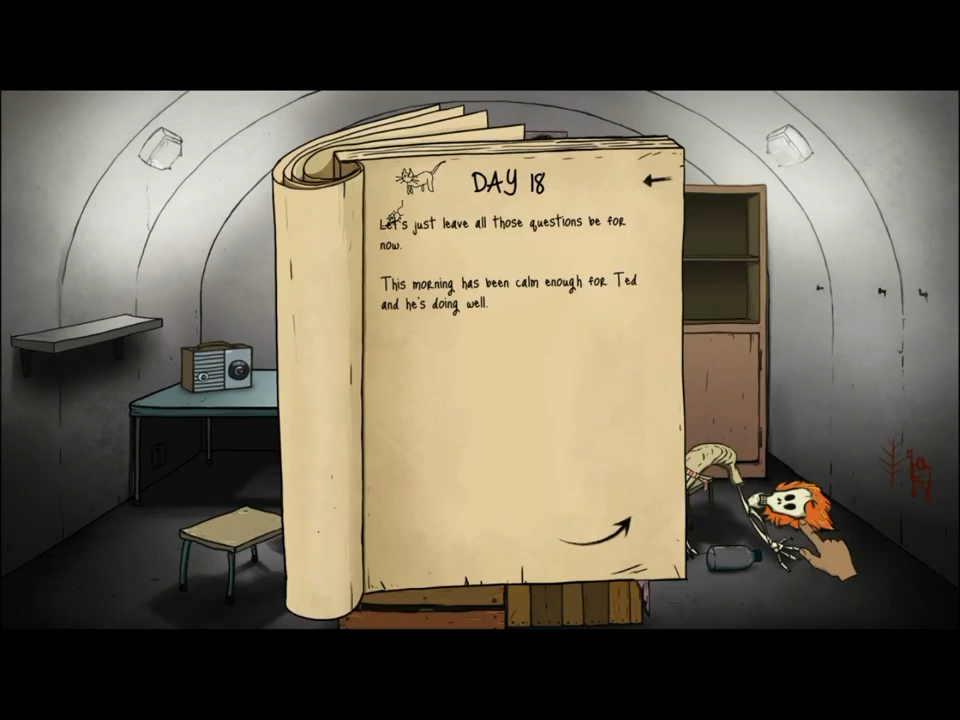 DAY 18
Let's just leave all those questions be for
now.
This morning has been calm enough for Ted
and he's doing well.